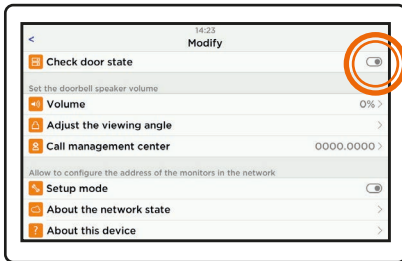 14:23
<
Modify
Check door state
Set the doorbell speaker volume
Volume 0% >
Adjust the viewing angle >
Call management center 0000.0000 >
Allow to configure the address of the monitors in the network
Setup mode
About the network state >
? About this device >